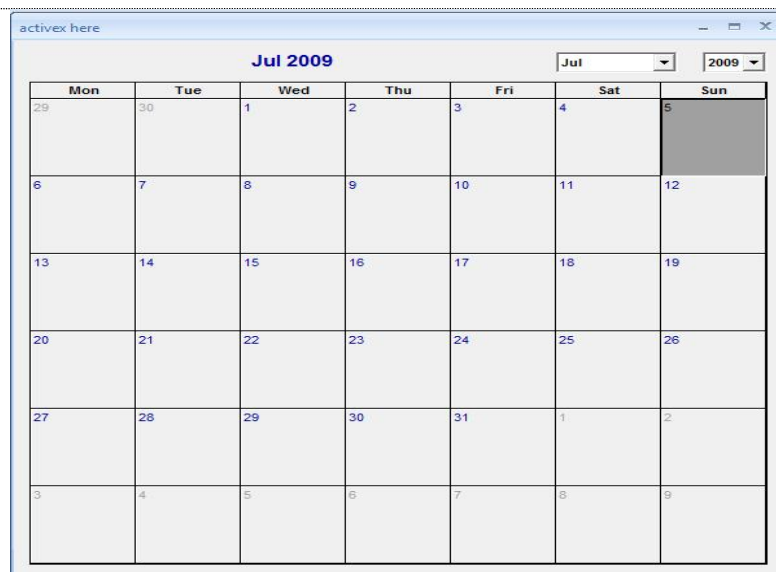 activex here
Jul 2009 Jul 2009
Mon Tue Wed Thu Fri Sat Sun
29 30 1 2 3 4 5
6 7 8 9 10 11 12
13 14 15 16 17 18 19
20 21 22 23 24 25 26
27 28 29 30 31 1 2
3 4 5 6 7 8 9